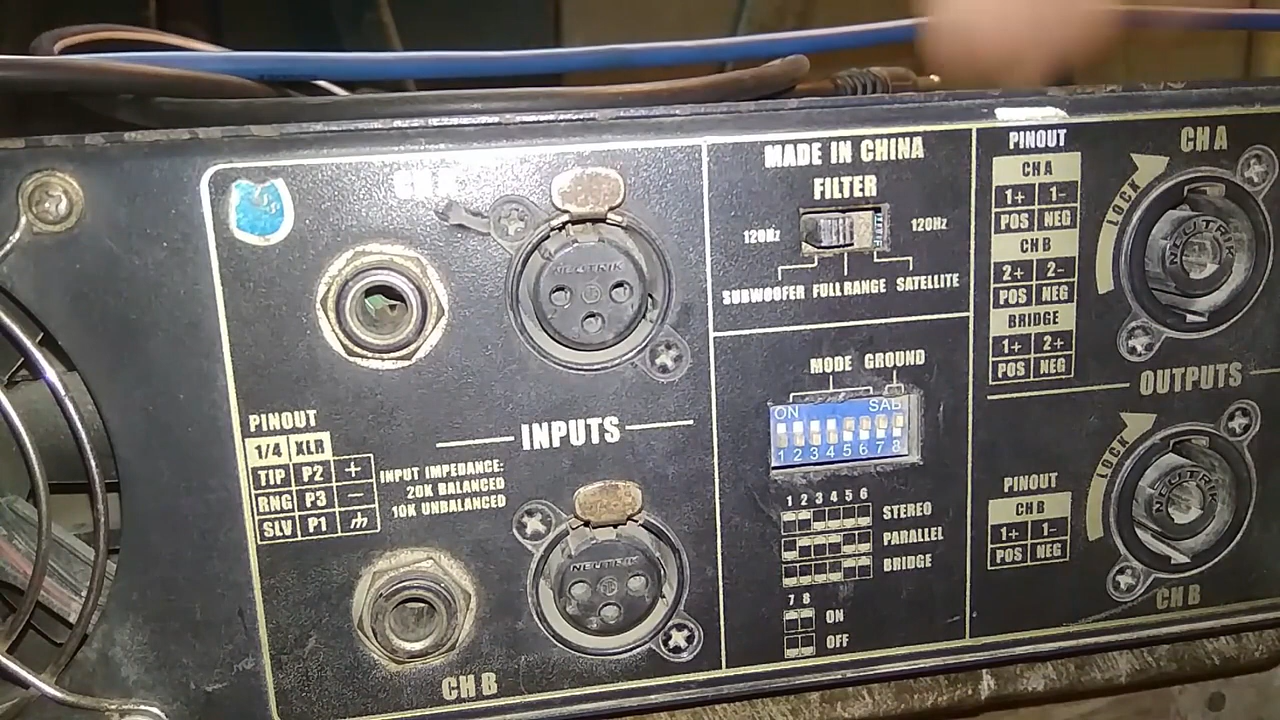 PINOUT
1/4 XLR
TIP P2 +
RNG P3 −
SLV P1
INPUT IMPEDANCE:
20K BALANCED
10K UNBALANCED
NEUTRIK
INPUTS
NEUTRIK
CH B
MADE IN CHINA
FILTER
120Hz 120Hz
SUBWOOFER FULLRANGE SATELLITE
MODE GROUND
ON SAB
1 2 3 4 5 6 7 8
1 2 3 4 5 6
STEREO
PARALLEL
BRIDGE
7 8
ON
OFF
PINOUT
CH A
1+ 1-
POS NEG
CH B
2+ 2-
POS NEG
BRIDGE
1+ 2+
POS NEG
CH A
LOCK
NEUTRIK
OUTPUTS
PINOUT
CH B
1+ 1-
POS NEG
LOCK
NEUTRIK
CH B